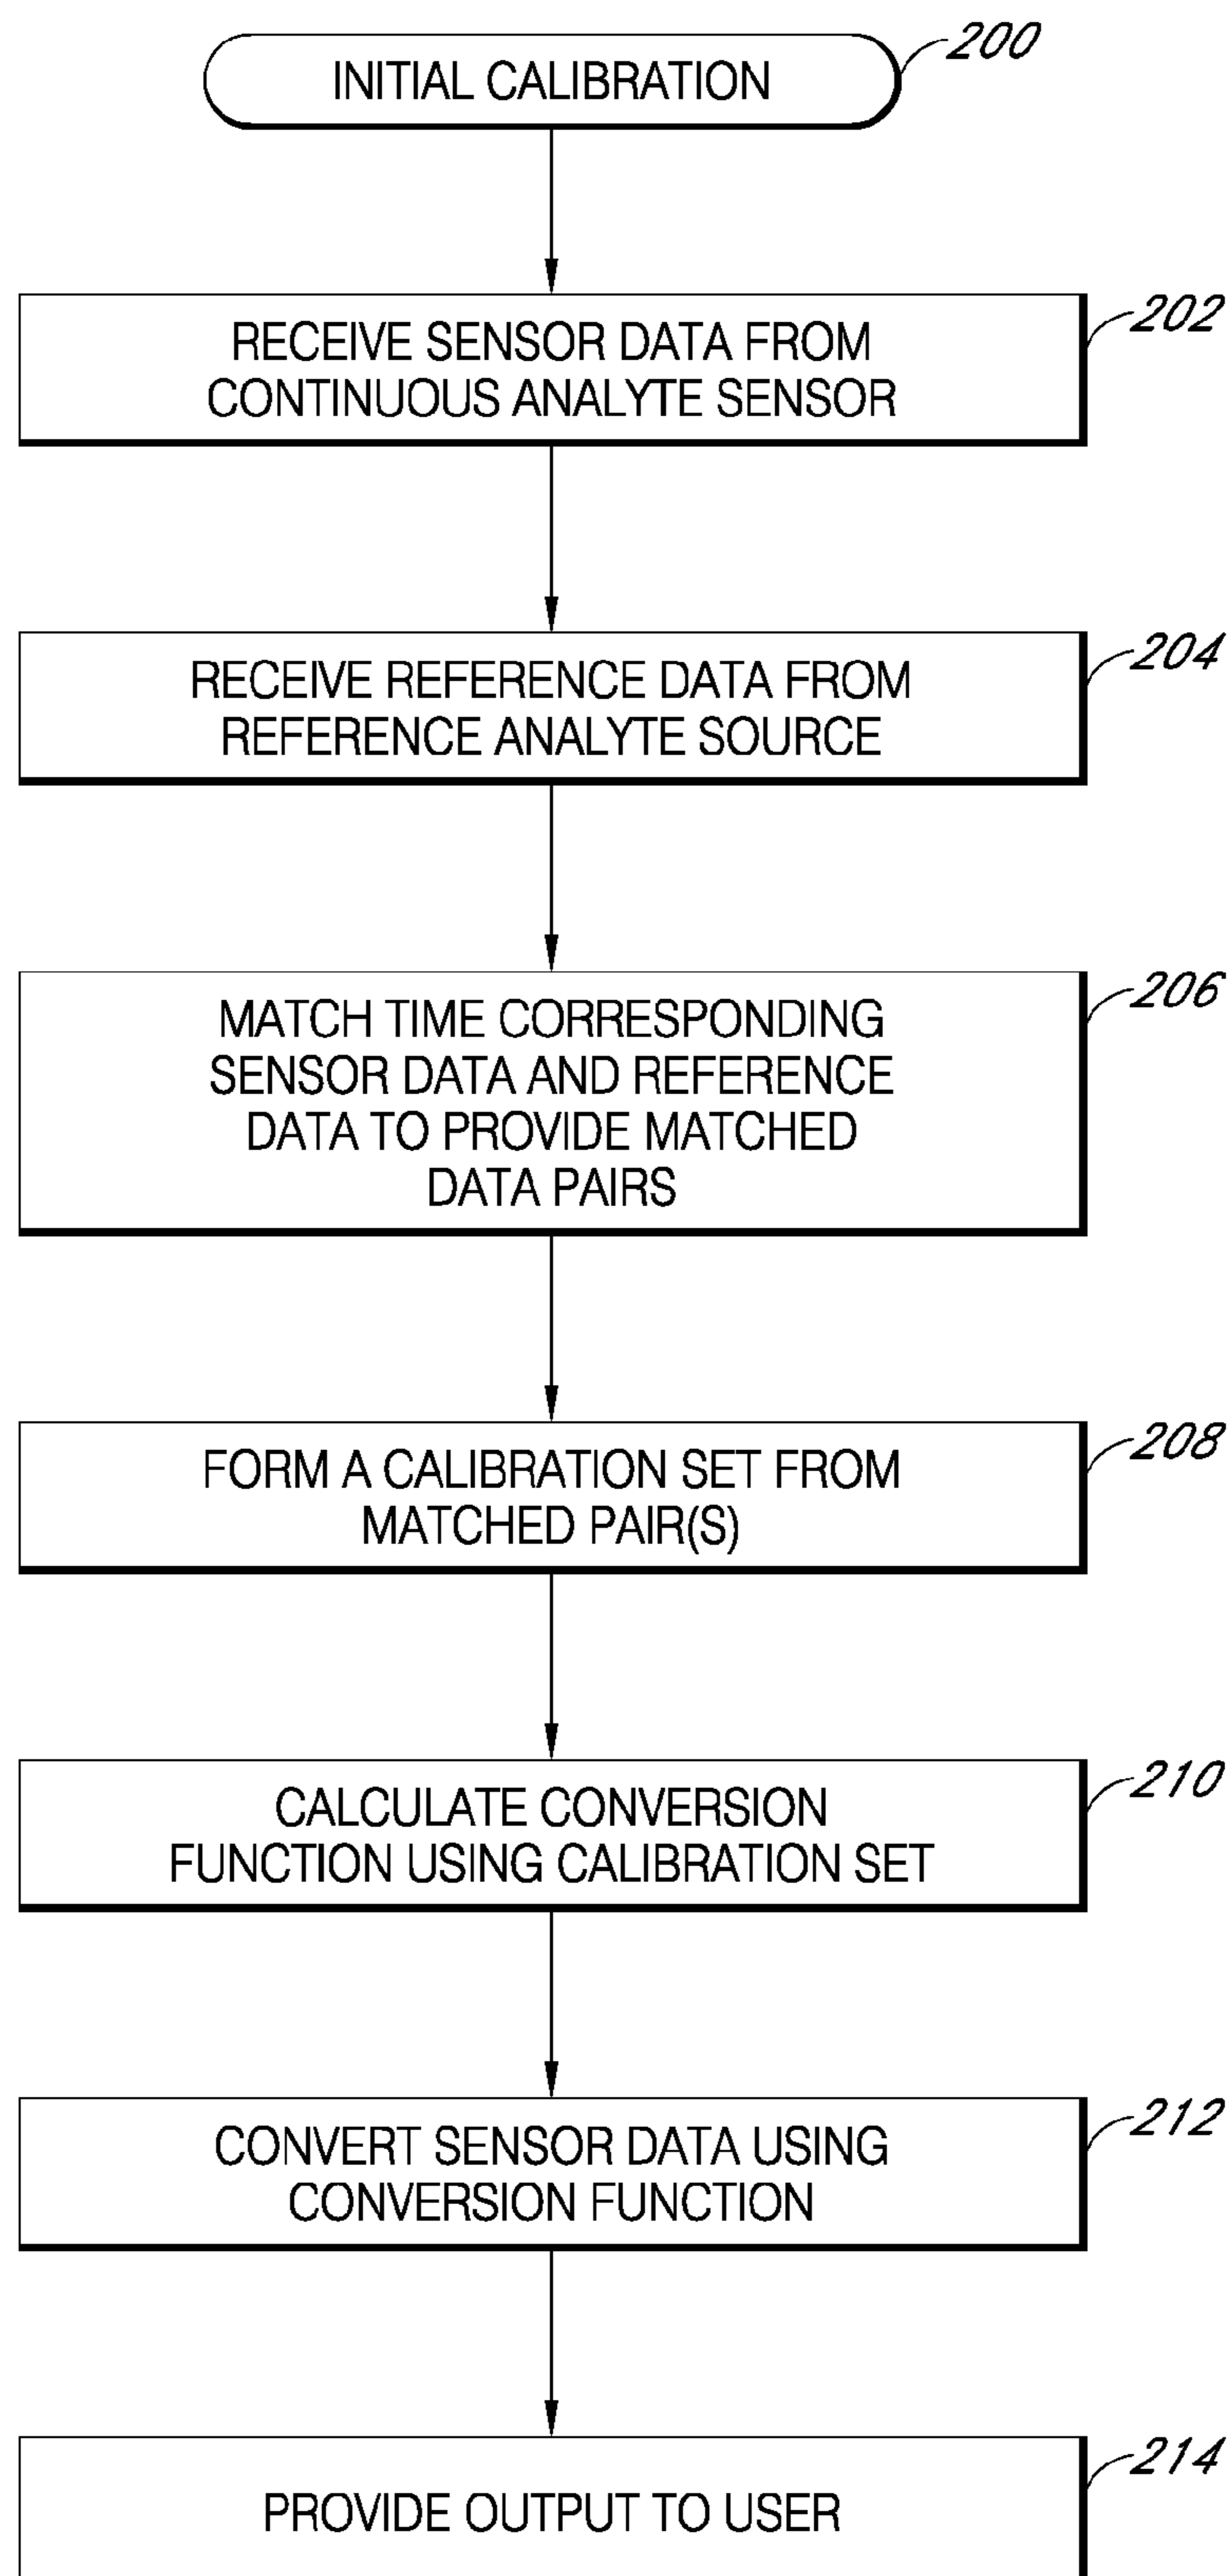 INITIAL CALIBRATION
200
RECEIVE SENSOR DATA FROM
CONTINUOUS ANALYTE SENSOR
202
RECEIVE REFERENCE DATA FROM
REFERENCE ANALYTE SOURCE
204
MATCH TIME CORRESPONDING
SENSOR DATA AND REFERENCE
DATA TO PROVIDE MATCHED
DATA PAIRS
206
FORM A CALIBRATION SET FROM
MATCHED PAIR(S)
208
CALCULATE CONVERSION
FUNCTION USING CALIBRATION SET
210
CONVERT SENSOR DATA USING
CONVERSION FUNCTION
212
PROVIDE OUTPUT TO USER
214